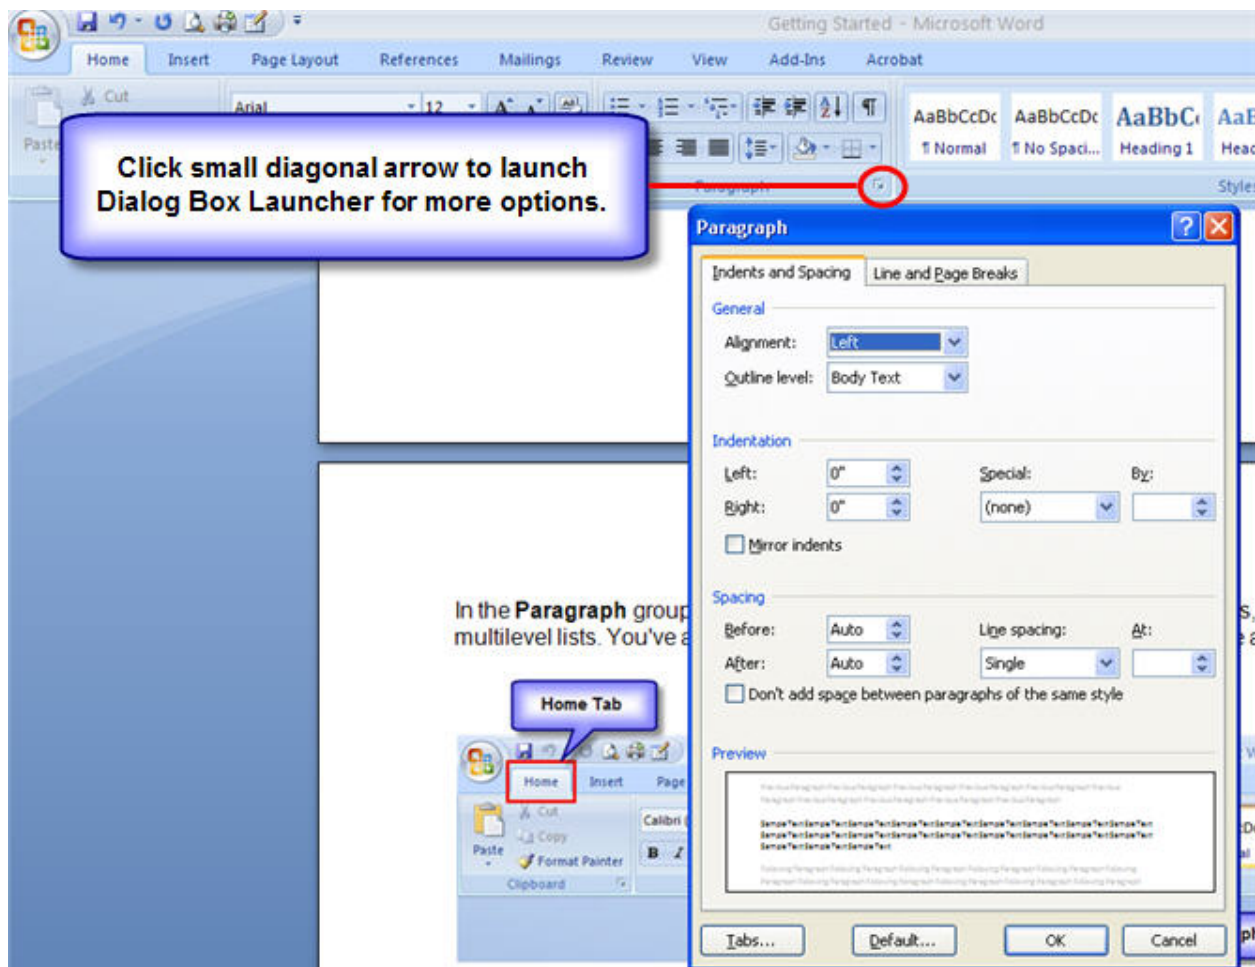 Getting Started - Microsoft Word
Home Insert Page Layout References Mailings Review View Add-Ins Acrobat
Cut
Arial 12
Paste
AaBbCcDc AaBbCcDc AaBbC AaB
¶ Normal ¶ No Spaci... Heading 1 Head
Paragraph
Style
Click small diagonal arrow to launch
Dialog Box Launcher for more options.
Paragraph
Indents and Spacing Line and Page Breaks
General
Alignment: Left
Outline level: Body Text
Indentation
Left: 0" Special: By:
Right: 0" (none)
Mirror indents
Spacing
Before: Auto Line spacing: At:
After: Auto Single
Don't add space between paragraphs of the same style
Preview
Tabs... Default... OK Cancel
In the Paragraph group
multilevel lists. You've a
Home Tab
Home Insert Page
Cut
Copy
Format Painter
Paste
Calibri (
B I
Clipboard